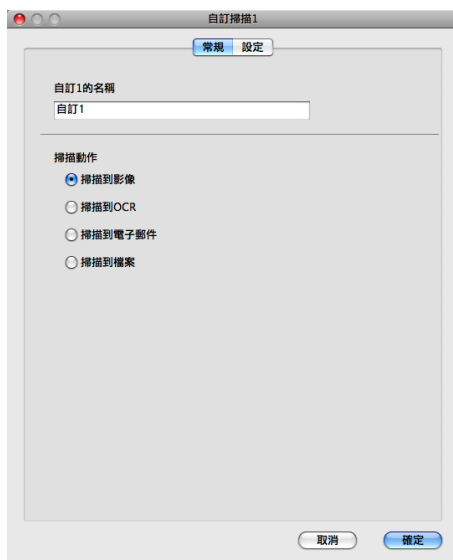 自訂掃描1
常規 設定
自訂1的名稱
自訂1
掃描動作
掃描到影像
掃描到OCR
掃描到電子郵件
掃描到檔案
取消 確定